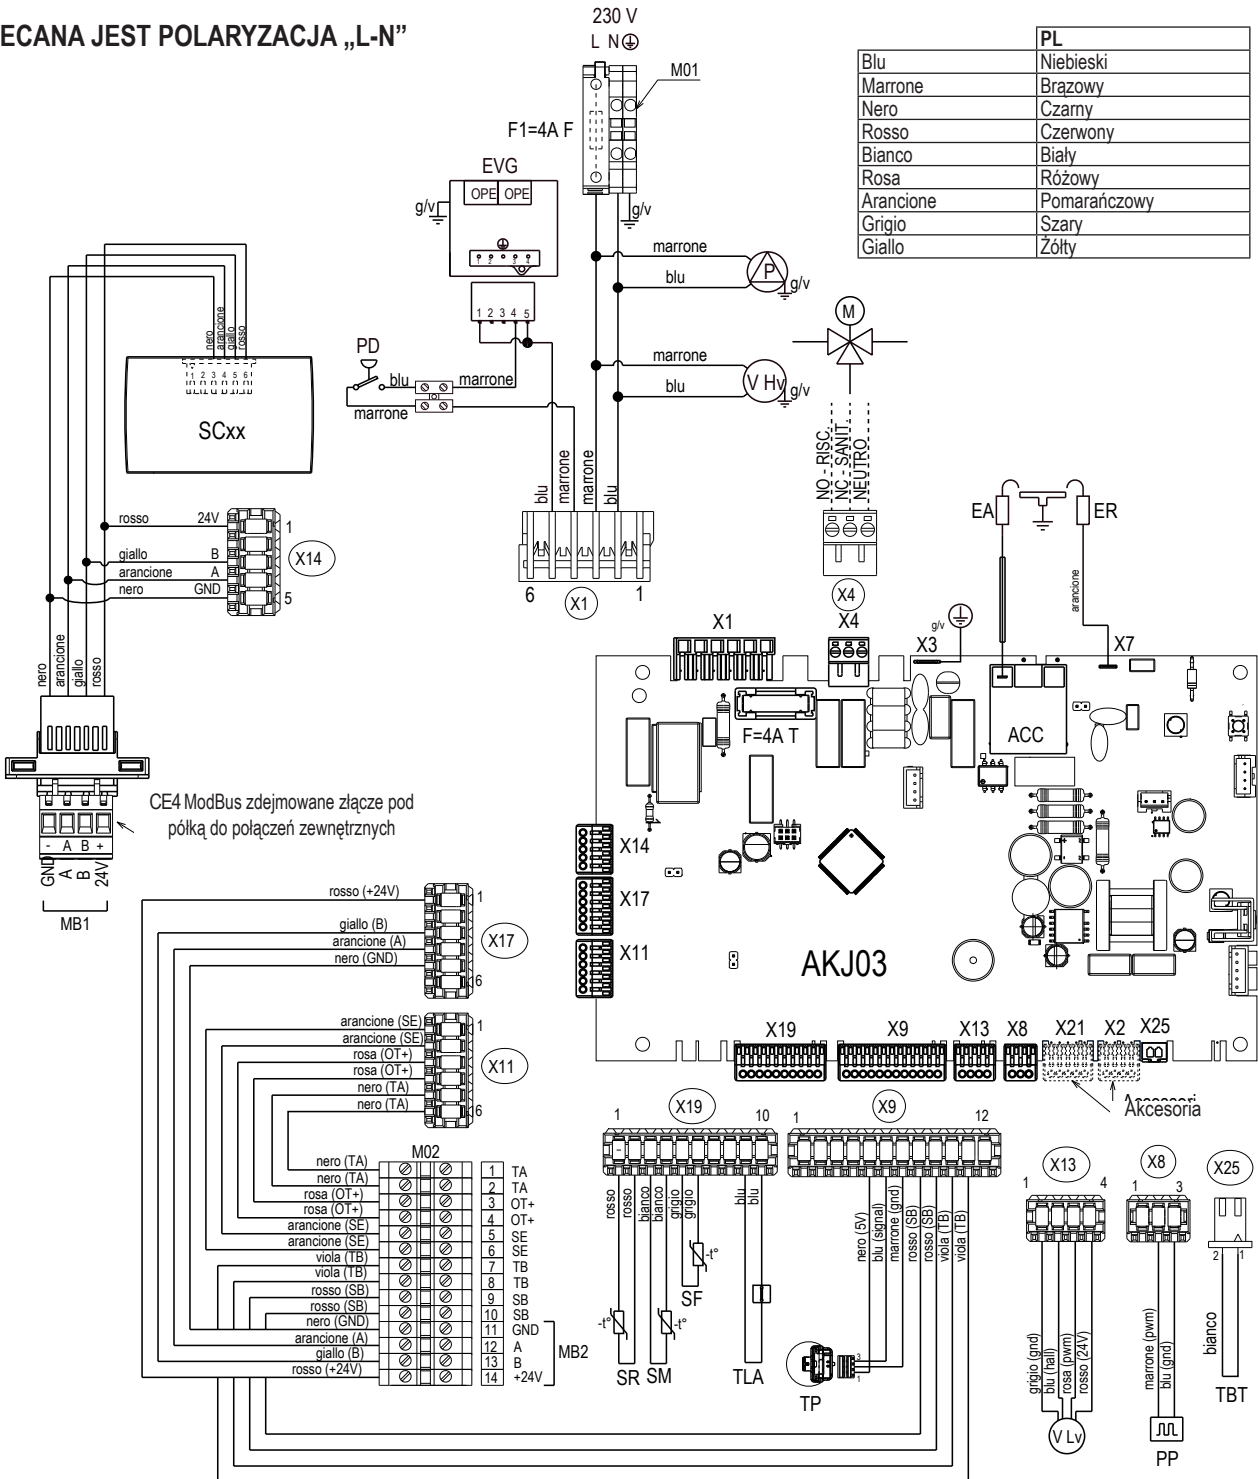 ECANA JEST POLARYZACJA „L-N”
230 V
L N
M01
F1=4A F
g/v
PL
Blu Niebieski
Marrone Brązowy
Nero Czarny
Rosso Czerwony
Bianco Biały
Rosa Różowy
Arancione Pomarańczowy
Grigio Szary
Giallo Żółty
EVG
OPE OPE
g/v
1 2 3 4
1 2 3 4 5
marrone
blu
P
g/v
marrone
blu
V Hv
g/v
M
NO - RISC.
NC - SANIT.
NEUTRO
X4
PD
blu
marrone
marrone
blu
marrone
marrone
blu
6 1
X1
nero
arancione
giallo
rosso
1 2 3 4 5 6
SCxx
rosso 24V 1
giallo B
arancione A
nero GND 5
X14
nero
arancione
giallo
rosso
CE4 ModBus zdejmowane złącze pod
półką do połączeń zewnętrznych
- A B +
GND
A
B
24V
MB1
EA
ER
arancione
g/v
X1
X4
X3
X7
F=4A T
ACC
X14
X17
X11
AKJ03
X19 X9 X13 X8 X21 X2 X25
Akcesoria
rosso (+24V) 1
giallo (B)
arancione (A)
nero (GND)
6
X17
arancione (SE) 1
arancione (SE)
rosa (OT+)
rosa (OT+)
nero (TA)
nero (TA) 6
X11
M02
nero (TA) 1 TA
nero (TA) 2 TA
rosa (OT+) 3 OT+
rosa (OT+) 4 OT+
arancione (SE) 5 SE
arancione (SE) 6 SE
viola (TB) 7 TB
viola (TB) 8 TB
rosso (SB) 9 SB
rosso (SB) 10 SB
nero (GND) 11 GND
arancione (A) 12 A
giallo (B) 13 B
rosso (+24V) 14 +24V
MB2
1 X19 10
rosso
rosso
bianco
bianco
grigio
grigio
blu
blu
-t°
-t°
-t°
SF
SR SM
TLA
1 X9 12
nero (5V)
blu (signal)
marrone (gnd)
rosso (SB)
rosso (SB)
viola (TB)
viola (TB)
3
1
TP
X13
1 4
grigio (gnd)
blu (hall)
rosa (pwm)
rosso (24V)
V Lv
X8
1 3
marrone (pwm)
blu (gnd)
PP
X25
2 1
bianco
TBT